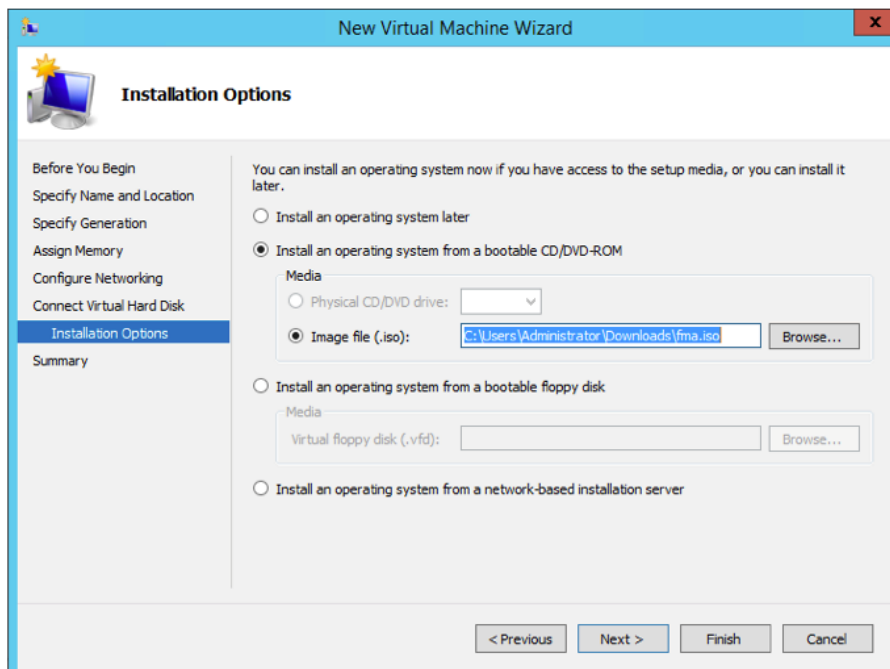 New Virtual Machine Wizard
x
Installation Options
Before You Begin
Specify Name and Location
Specify Generation
Assign Memory
Configure Networking
Connect Virtual Hard Disk
Installation Options
Summary
You can install an operating system now if you have access to the setup media, or you can install it
later.
Install an operating system later
Install an operating system from a bootable CD/DVD-ROM
Media
Physical CD/DVD drive:
Image file (.iso): C:\Users\Administrator\Downloads\fma.iso Browse...
Install an operating system from a bootable floppy disk
Media
Virtual floppy disk (.vfd): Browse...
Install an operating system from a network-based installation server
< Previous Next > Finish Cancel